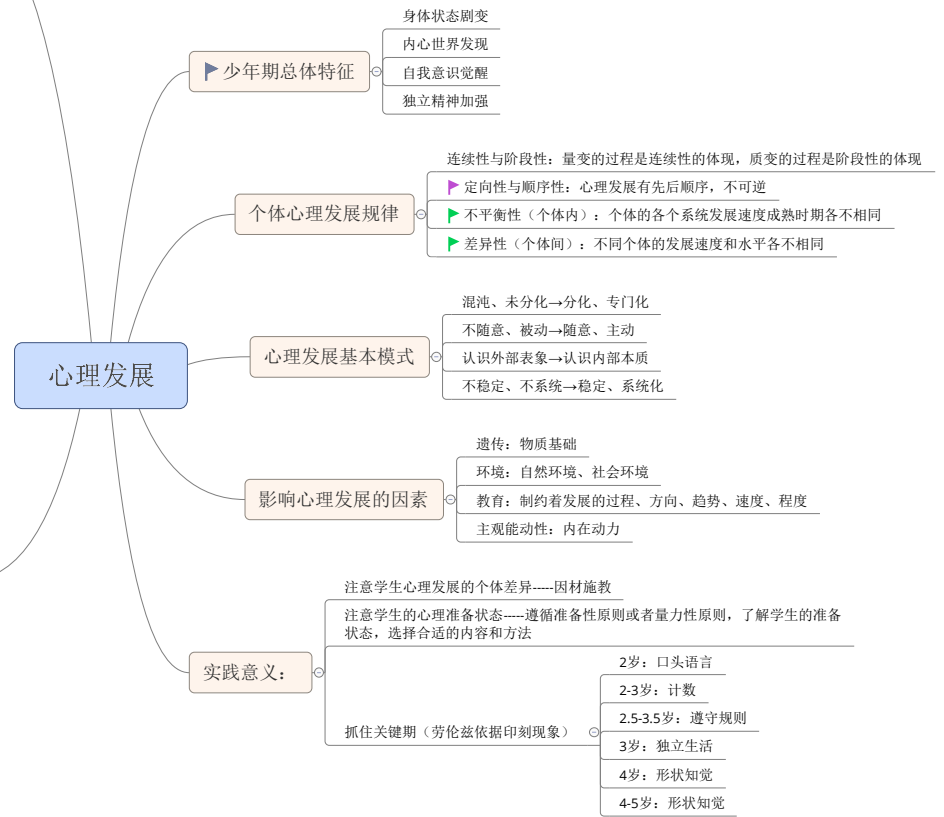 身体状态剧变
内心世界发现
少年期总体特征
自我意识觉醒
独立精神加强
连续性与阶段性：量变的过程是连续性的体现，质变的过程是阶段性的体现
定向性与顺序性：心理发展有先后顺序，不可逆
个体心理发展规律
不平衡性（个体内）：个体的各个系统发展速度成熟时期各不相同
差异性（个体间）：不同个体的发展速度和水平各不相同
混沌、未分化→分化、专门化
不随意、被动→随意、主动
心理发展基本模式
认识外部表象→认识内部本质
不稳定、不系统→稳定、系统化
心理发展
遗传：物质基础
环境：自然环境、社会环境
影响心理发展的因素
教育：制约着发展的过程、方向、趋势、速度、程度
主观能动性：内在动力
注意学生心理发展的个体差异-----因材施教
注意学生的心理准备状态-----遵循准备性原则或者量力性原则，了解学生的准备
状态，选择合适的内容和方法
实践意义：
抓住关键期（劳伦兹依据印刻现象）
2岁：口头语言
2-3岁：计数
2.5-3.5岁：遵守规则
3岁：独立生活
4岁：形状知觉
4-5岁：形状知觉